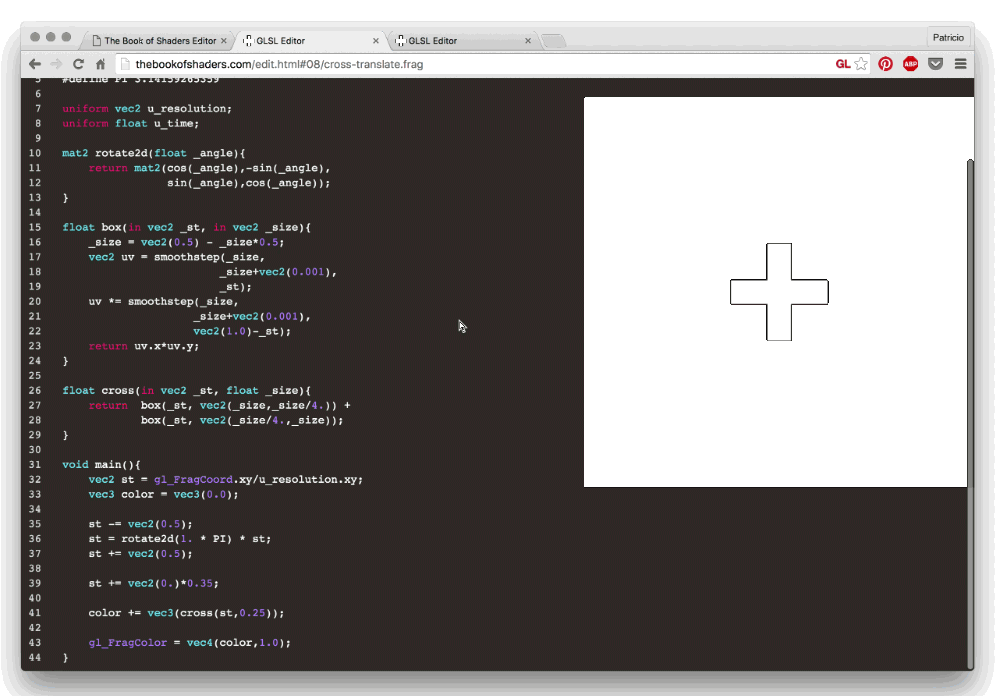 The Book of Shaders Editor
GLSL Editor
GLSL Editor
Patricio
thebookofshaders.com/edit.html#08/cross-translate.frag
GL
ABP
5 #define PI 3.14159265359
6
7 uniform vec2 u_resolution;
8 uniform float u_time;
9
10 mat2 rotate2d(float _angle){
11 return mat2(cos(_angle),-sin(_angle),
12 sin(_angle),cos(_angle));
13 }
14
15 float box(in vec2 _st, in vec2 _size){
16 _size = vec2(0.5) - _size*0.5;
17 vec2 uv = smoothstep(_size,
18 _size+vec2(0.001),
19 _st);
20 uv *= smoothstep(_size,
21 _size+vec2(0.001),
22 vec2(1.0)-_st);
23 return uv.x*uv.y;
24 }
25
26 float cross(in vec2 _st, float _size){
27 return  box(_st, vec2(_size,_size/4.)) +
28 box(_st, vec2(_size/4.,_size));
29 }
30
31 void main(){
32 vec2 st = gl_FragCoord.xy/u_resolution.xy;
33 vec3 color = vec3(0.0);
34
35 st -= vec2(0.5);
36 st = rotate2d(1. * PI) * st;
37 st += vec2(0.5);
38
39 st += vec2(0.)*0.35;
40
41 color += vec3(cross(st,0.25));
42
43 gl_FragColor = vec4(color,1.0);
44 }